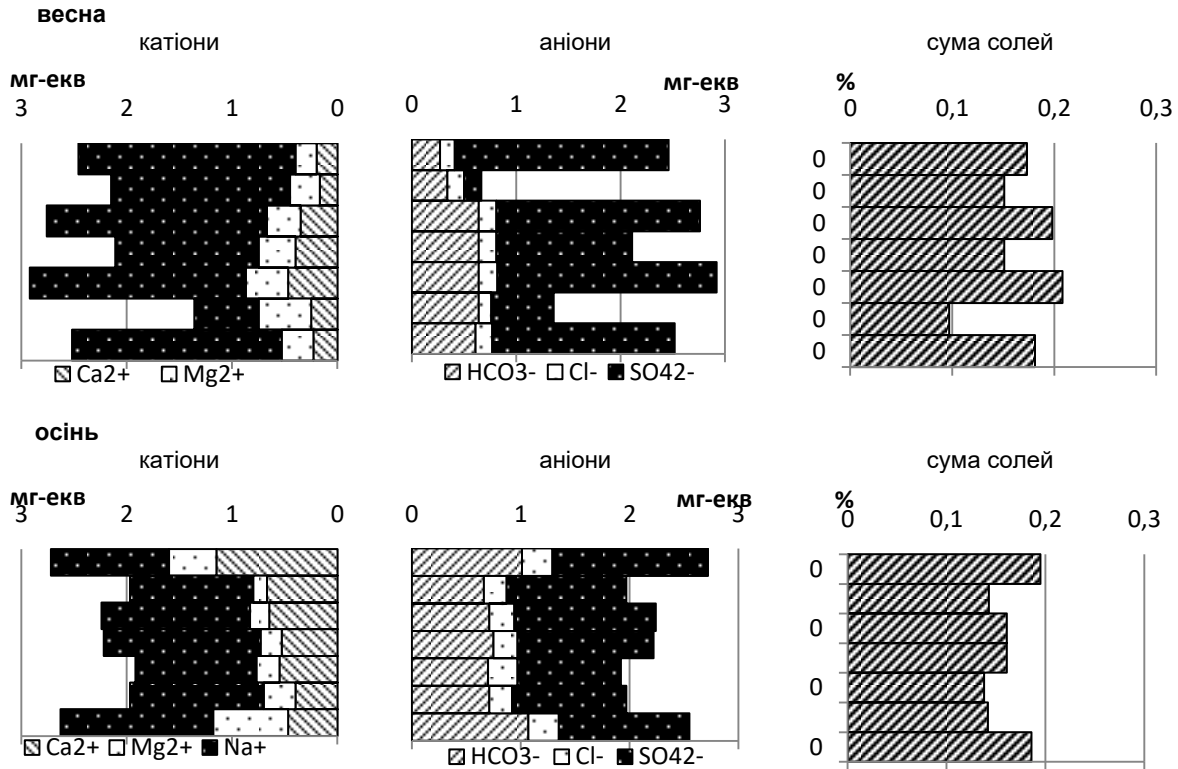 весна
катіони
аніони
сума солей
мг-екв
мг-екв
%
3 2 1 0
0 1 2 3
0 0,1 0,2 0,3
0
0
0
0
0
0
0
Ca2+ Mg2+
HCO3- Cl- SO42-
осінь
катіони
аніони
сума солей
мг-екв
мг-екв
%
3 2 1 0
0 1 2 3
0 0,1 0,2 0,3
0
0
0
0
Ca2+ Mg2+ Na+
HCO3- Cl- SO42-